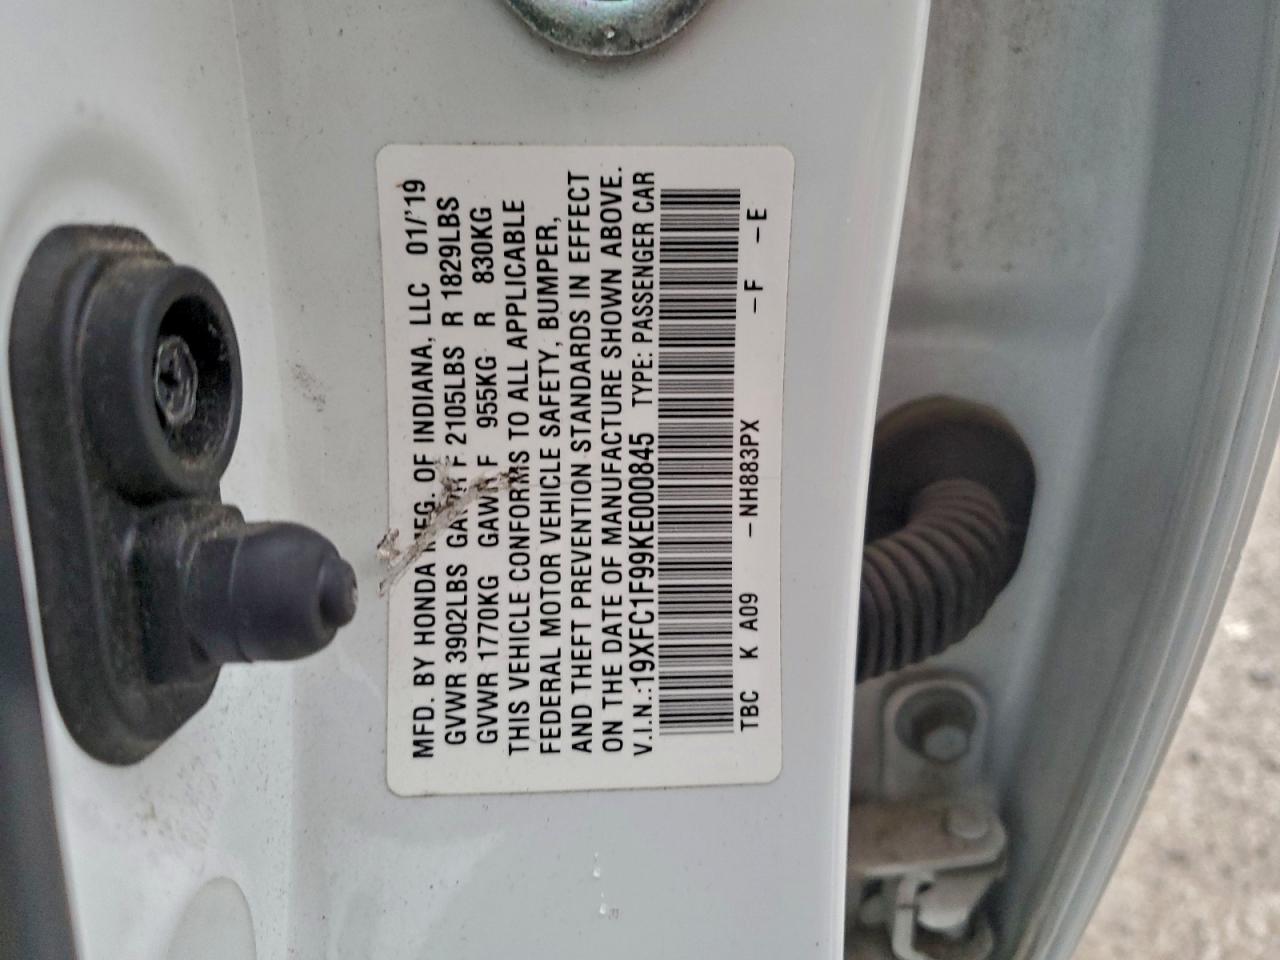 MFD. BY HONDA MFG. OF INDIANA, LLC 01/'19
GVWR 3902LBS GAWR F 2105LBS R 1829LBS
GVWR 1770KG GAWR F 955KG R 830KG
THIS VEHICLE CONFORMS TO ALL APPLICABLE
FEDERAL MOTOR VEHICLE SAFETY, BUMPER,
AND THEFT PREVENTION STANDARDS IN EFFECT
ON THE DATE OF MANUFACTURE SHOWN ABOVE.
V.I.N.:19XFC1F99KE000845 TYPE: PASSENGER CAR
TBC K A09 –NH883PX –F –E